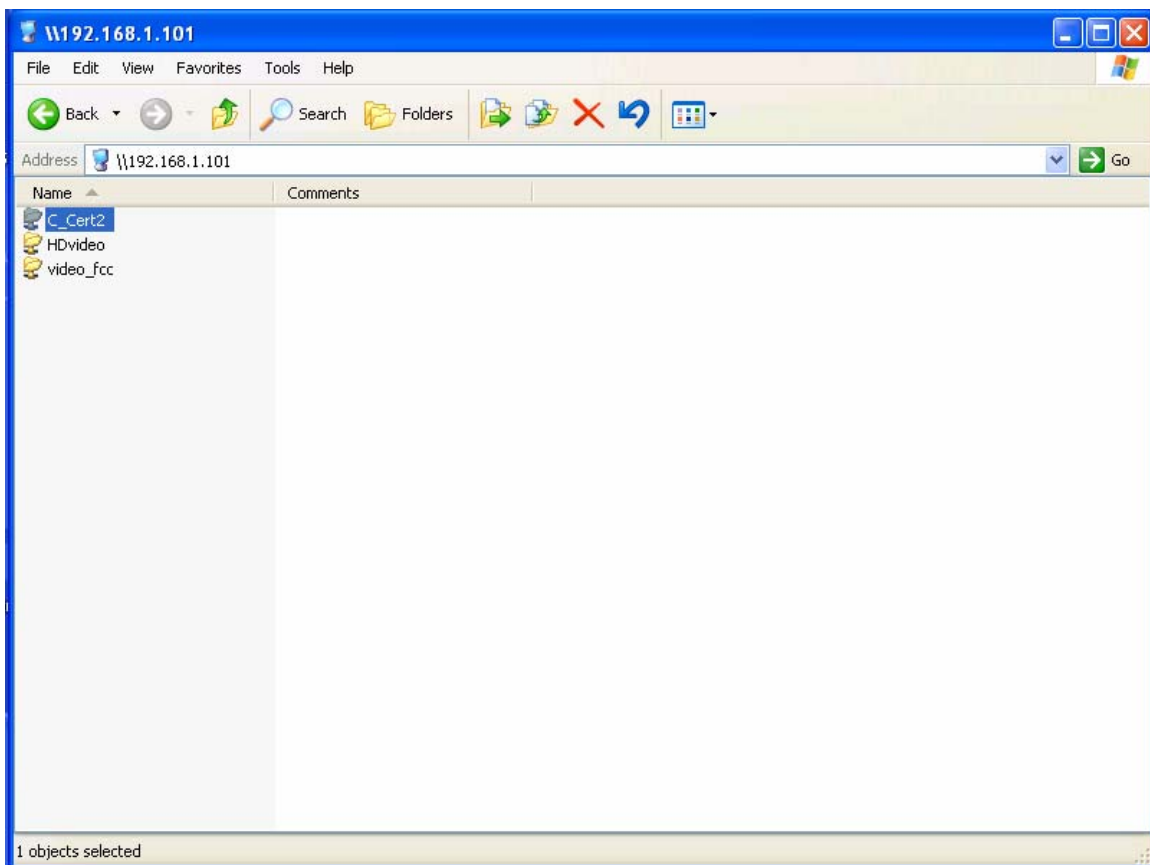 \\192.168.1.101
File Edit View Favorites Tools Help
Back Search Folders
Address \\192.168.1.101 Go
Name Comments
C_Cert2
HDvideo
video_fcc
1 objects selected